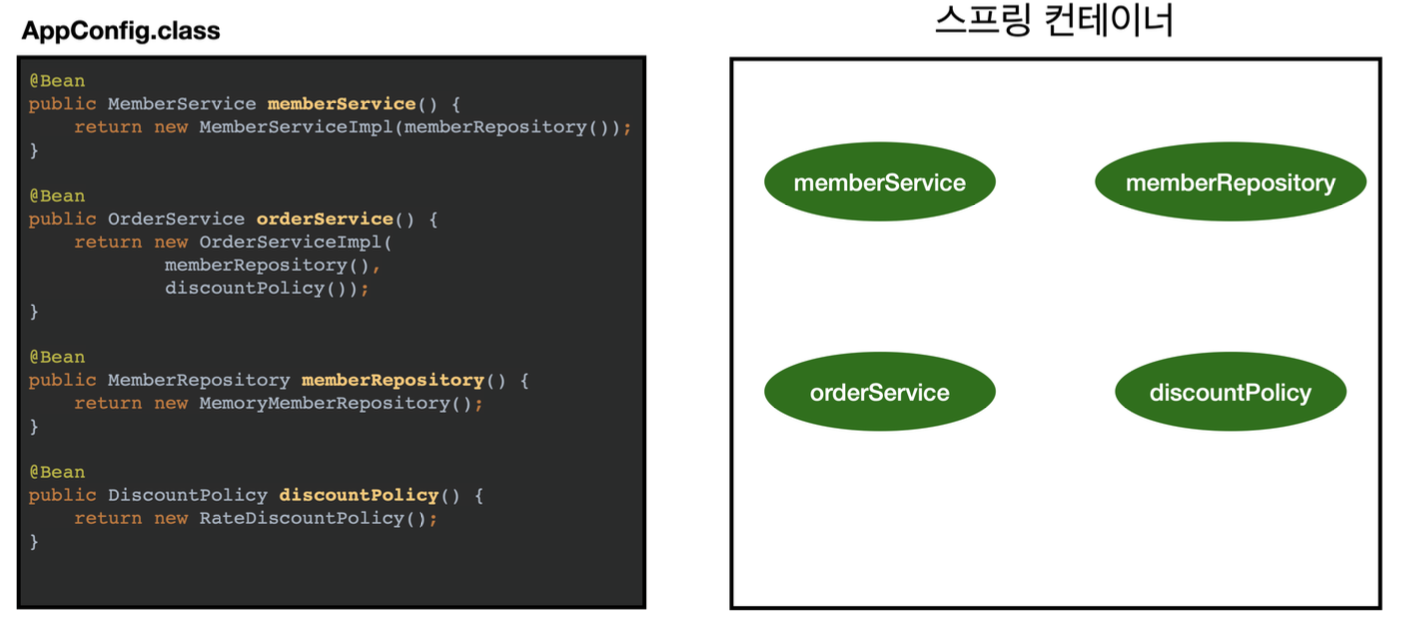 AppConfig.class
@Bean
public MemberService memberService() {
    return new MemberServiceImpl(memberRepository());
}
@Bean
public OrderService orderService() {
    return new OrderServiceImpl(
            memberRepository(),
            discountPolicy());
}
@Bean
public MemberRepository memberRepository() {
    return new MemoryMemberRepository();
}
@Bean
public DiscountPolicy discountPolicy() {
    return new RateDiscountPolicy();
}
스프링 컨테이너
memberService
memberRepository
orderService
discountPolicy